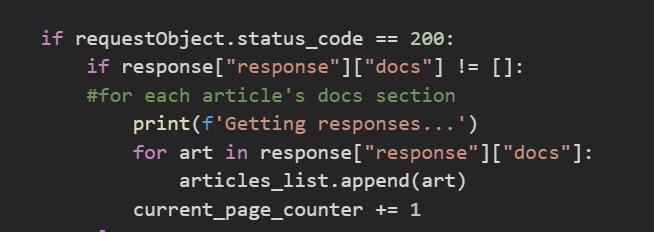 if requestObject.status_code == 200:
    if response["response"]["docs"] != []:
    #for each article's docs section
        print(f'Getting responses...')
        for art in response["response"]["docs"]:
            articles_list.append(art)
        current_page_counter += 1